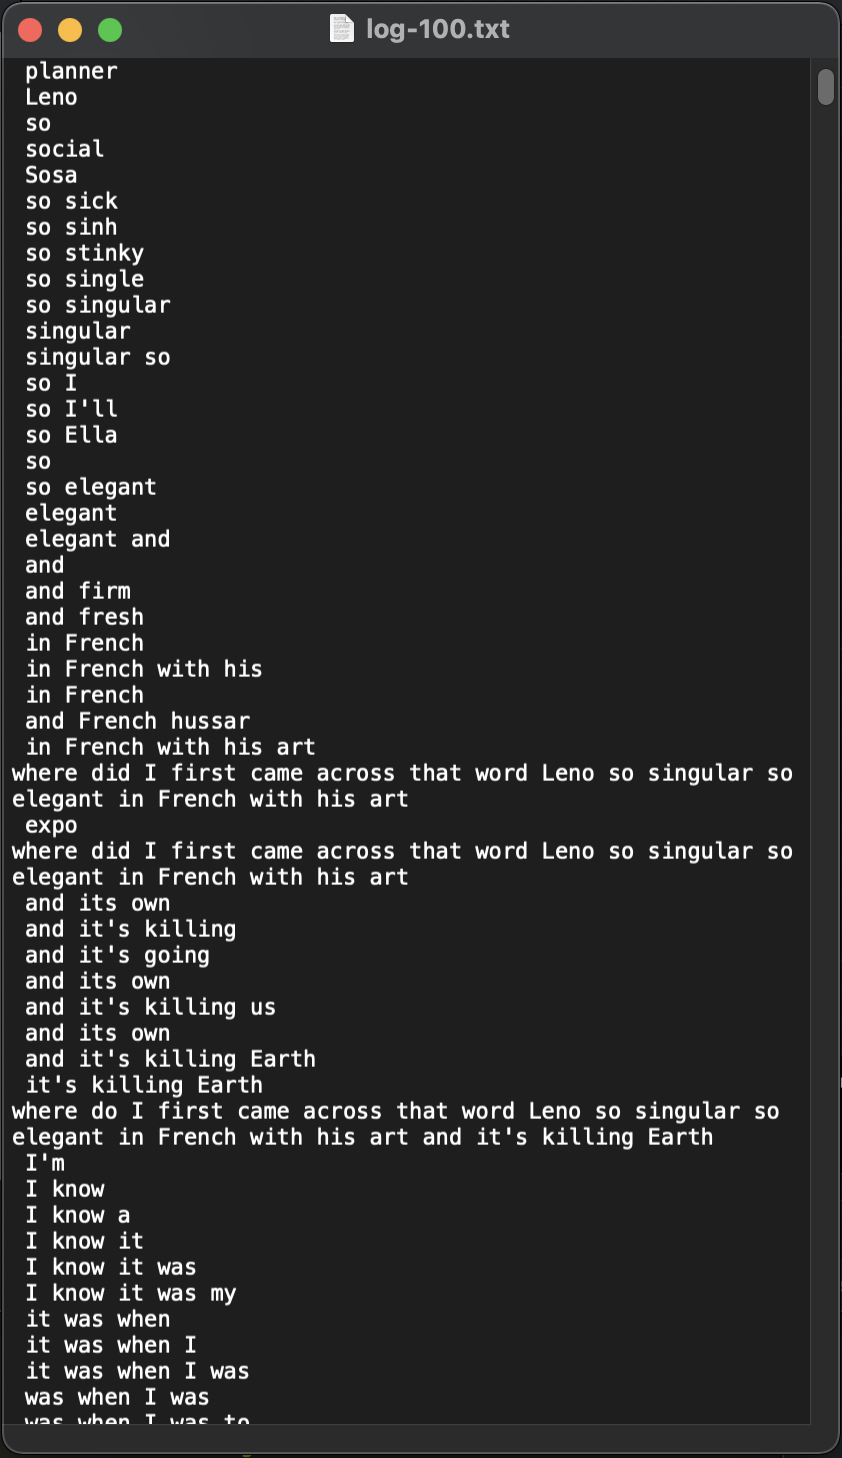 log-100.txt
planner
Leno
so
social
Sosa
so sick
so sinh
so stinky
so single
so singular
singular
singular so
so I
so I'll
so Ella
so
so elegant
elegant
elegant and
and
and firm
and fresh
in French
in French with his
in French
and French hussar
in French with his art
where did I first came across that word Leno so singular so
elegant in French with his art
expo
where did I first came across that word Leno so singular so
elegant in French with his art
and its own
and it's killing
and it's going
and its own
and it's killing us
and its own
and it's killing Earth
it's killing Earth
where do I first came across that word Leno so singular so
elegant in French with his art and it's killing Earth
I'm
I know
I know a
I know it
I know it was
I know it was my
it was when
it was when I
it was when I was
was when I was
was when I was to